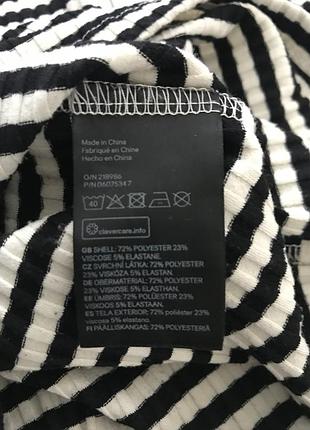 Made in China
Fabriqué en Chine
Hecho en China
O/N 218986
P/N 06075347
40
clevercare.info
GB SHELL: 72% POLYESTER 23%
VISCOSE 5% ELASTAN.
CZ SVRCHNÍ LÁTKA: 72% POLYESTER
23% VISKÓZA 5% ELASTAN.
DE OBERMATERIAL: 72% POLYESTER
23% VISKOSE 5% ELASTHAN.
EE ÜMBRIS: 72% POLÜESTER 23%
VISKOOS 5% ELASTAAN.
ES TELA EXTERIOR: 72% poliéster 23%
viscosa 5% elastano.
FI PÄÄLLISKANGAS: 72% POLYESTERIÄ